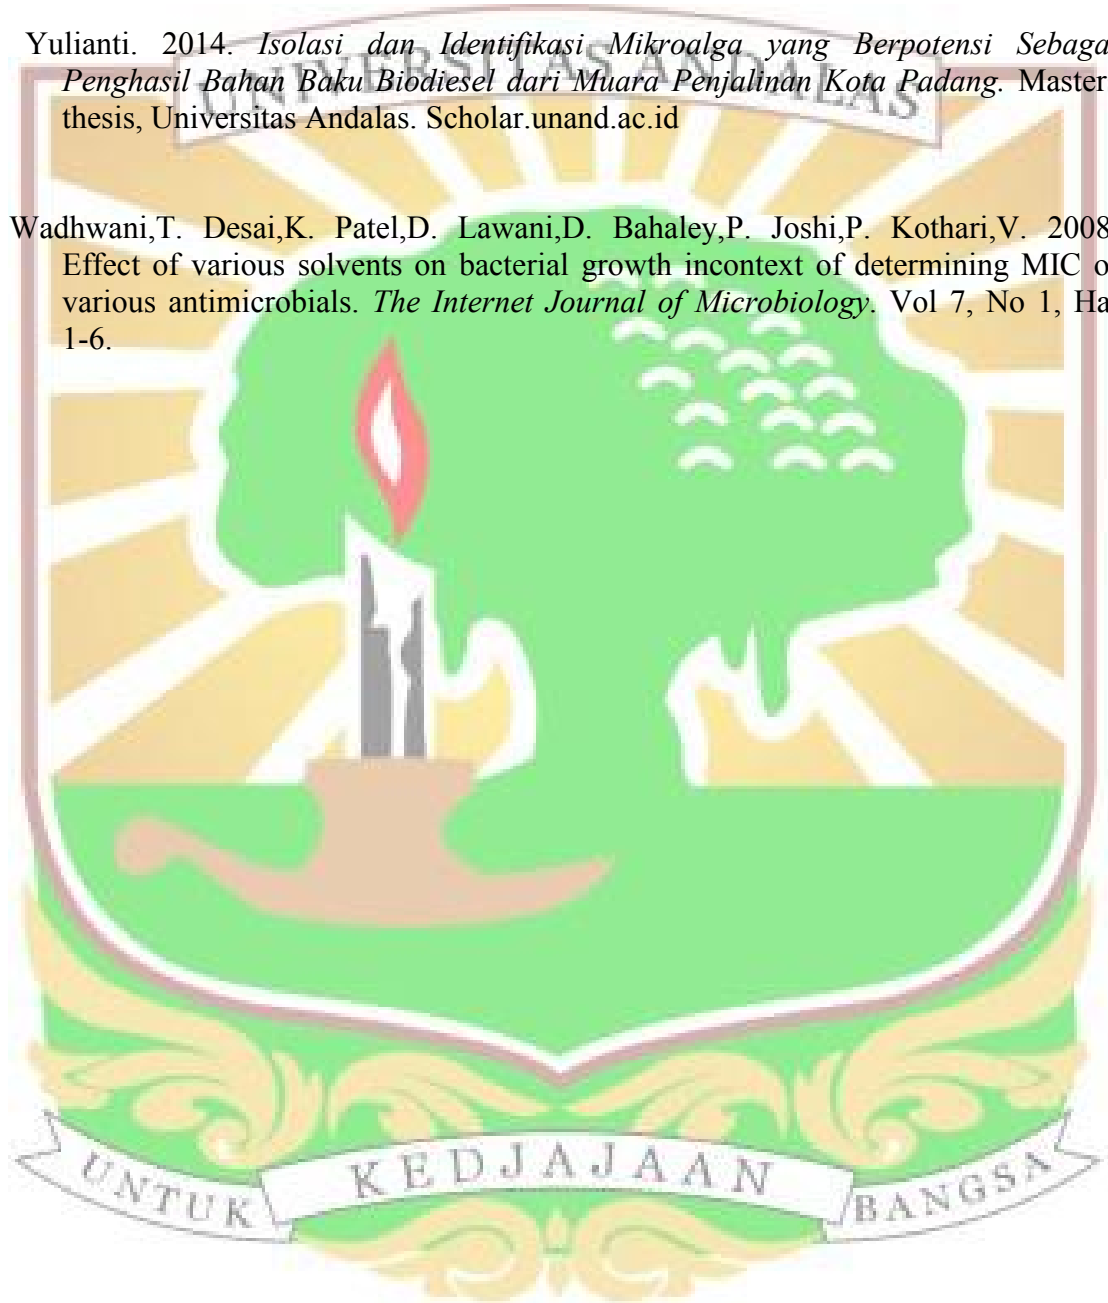 Yulianti. 2014. Isolasi dan Identifikasi Mikroalga yang Berpotensi Sebaga
Penghasil Bahan Baku Biodiesel dari Muara Penjalinan Kota Padang. Master
thesis, Universitas Andalas. Scholar.unand.ac.id
UNIVERSITAS ANDALAS
Wadhwani,T. Desai,K. Patel,D. Lawani,D. Bahaley,P. Joshi,P. Kothari,V. 2008
Effect of various solvents on bacterial growth incontext of determining MIC o
various antimicrobials. The Internet Journal of Microbiology. Vol 7, No 1, Ha
1-6.
UNTUK KEDJAJAAN BANGSA